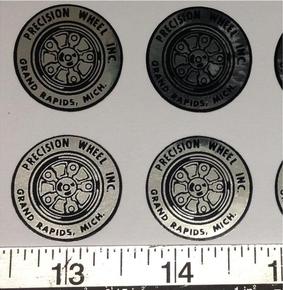 PRECISION WHEEL INC.
GRAND RAPIDS, MICH.
PRECISION WHEEL INC.
GRAND RAPIDS, MICH.
PRECISION WHEEL INC.
GRAND RAPIDS, MICH.
PRECISION WHEEL INC.
GRAND RAPIDS, MICH.
13 14